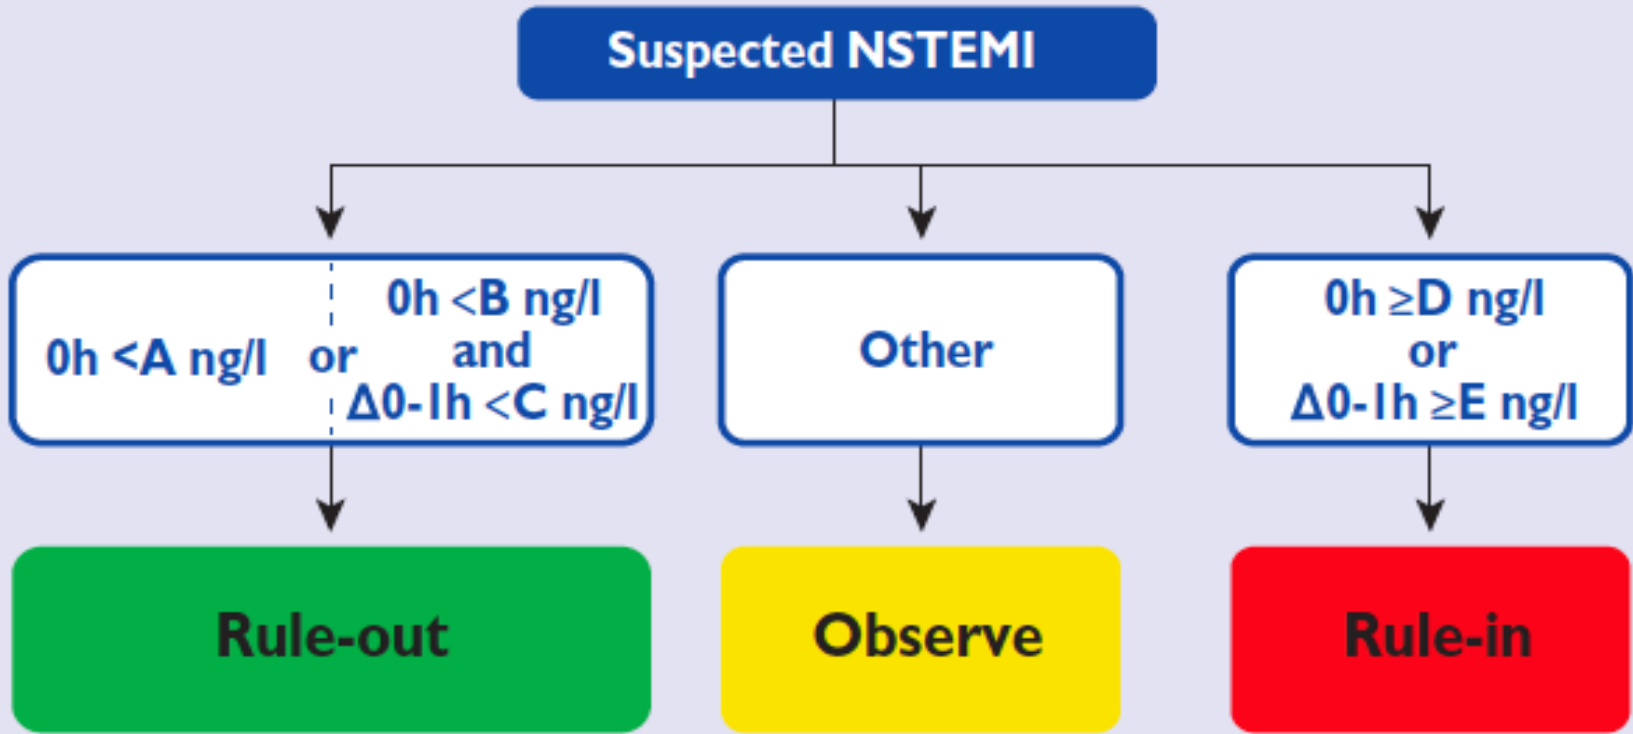 Suspected NSTEMI
0h <A ng/l
or
0h <B ng/l
and
Δ0-1h <C ng/l
Other
0h ≥D ng/l
or
Δ0-1h ≥E ng/l
Rule-out
Observe
Rule-in